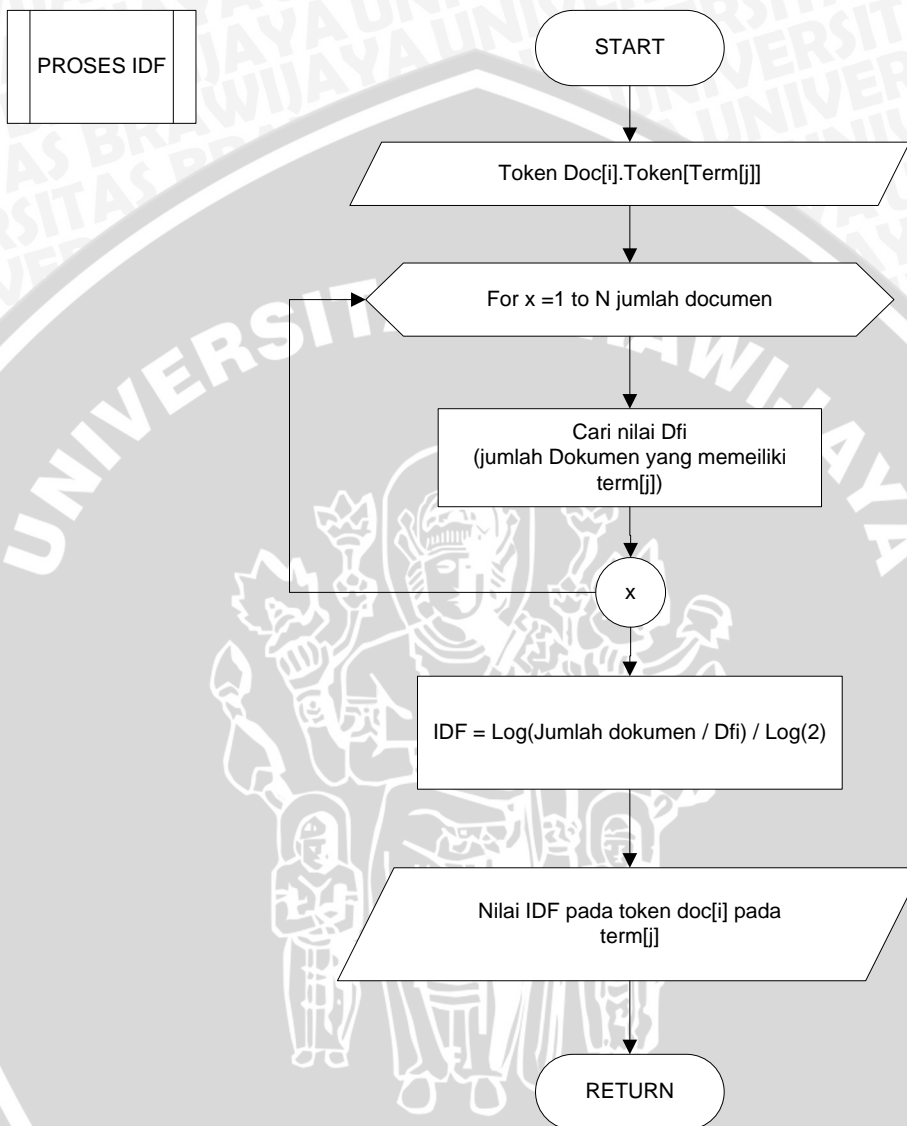 PROSES IDF
START
Token Doc[i].Token[Term[j]]
For x =1 to N jumlah documen
Cari nilai Dfi
(jumlah Dokumen yang memeiliki
term[j])
x
IDF = Log(Jumlah dokumen / Dfi) / Log(2)
Nilai IDF pada token doc[i] pada
term[j]
RETURN